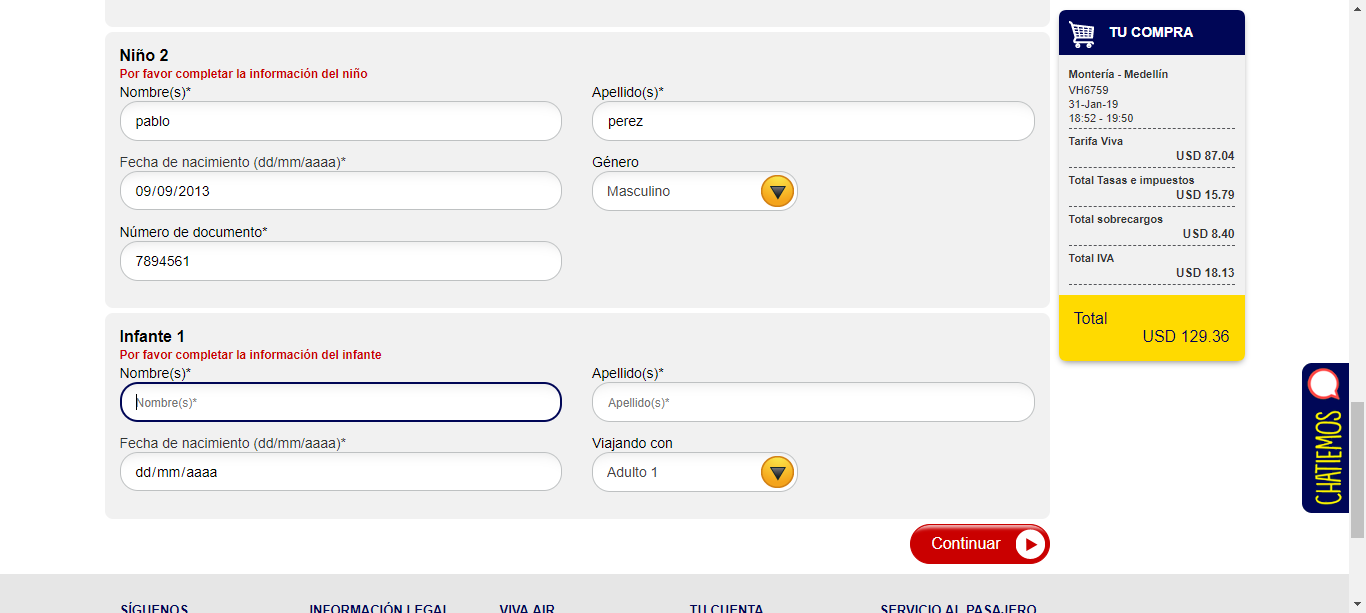 Niño 2
Por favor completar la información del niño
Nombre(s)*
Apellido(s)*
pablo
perez
Fecha de nacimiento (dd/mm/aaaa)*
Género
09/09/2013
Masculino
Número de documento*
7894561
Infante 1
Por favor completar la información del infante
Nombre(s)*
Apellido(s)*
Nombre(s)*
Apellido(s)*
Fecha de nacimiento (dd/mm/aaaa)*
Viajando con
dd/mm/aaaa
Adulto 1
Continuar
TU COMPRA
Montería - Medellín
VH6759
31-Jan-19
18:52 - 19:50
Tarifa Viva
USD 87.04
Total Tasas e impuestos
USD 15.79
Total sobrecargos
USD 8.40
Total IVA
USD 18.13
Total
USD 129.36
CHATIEMOS
SÍGUENOS
INFORMACIÓN LEGAL
VIVA AIR
TU CUENTA
SERVICIO AL PASAJERO